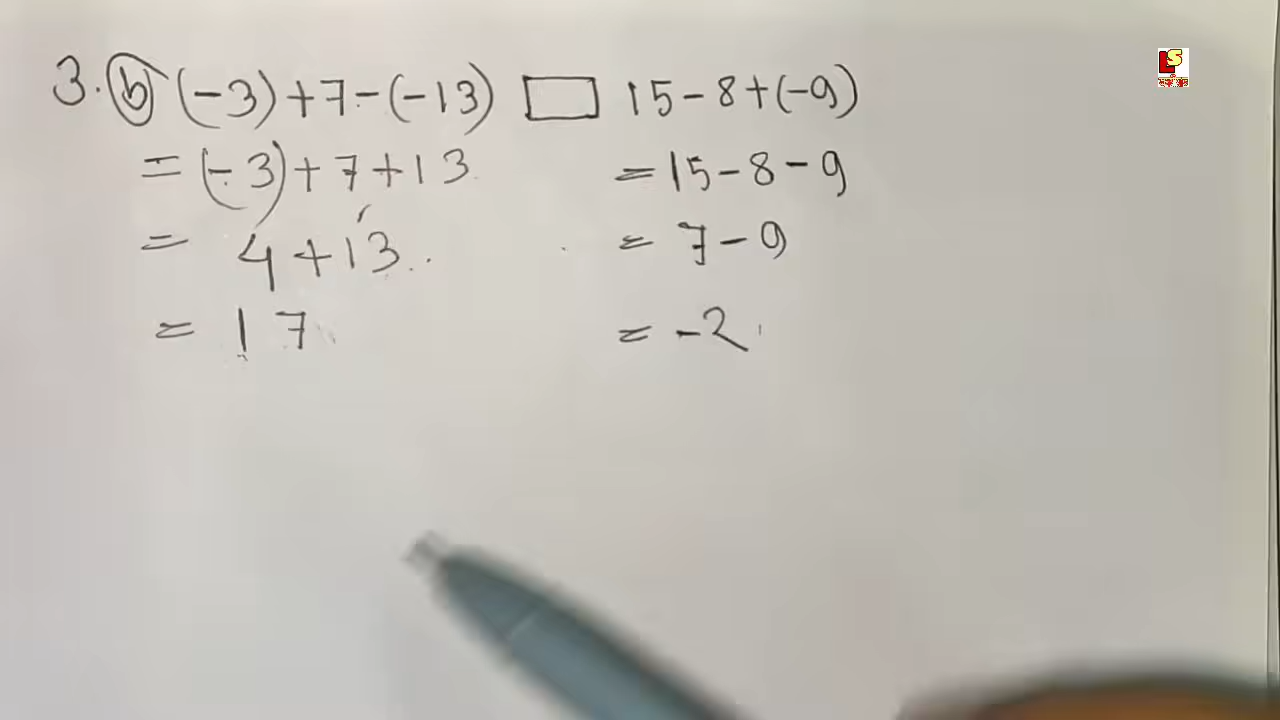 3. b (-3)+7-(-13) □ 15-8+(-9)
= (-3)+7+13 = 15-8-9
= 4+13 = 7-9
= 17 = -2
LS